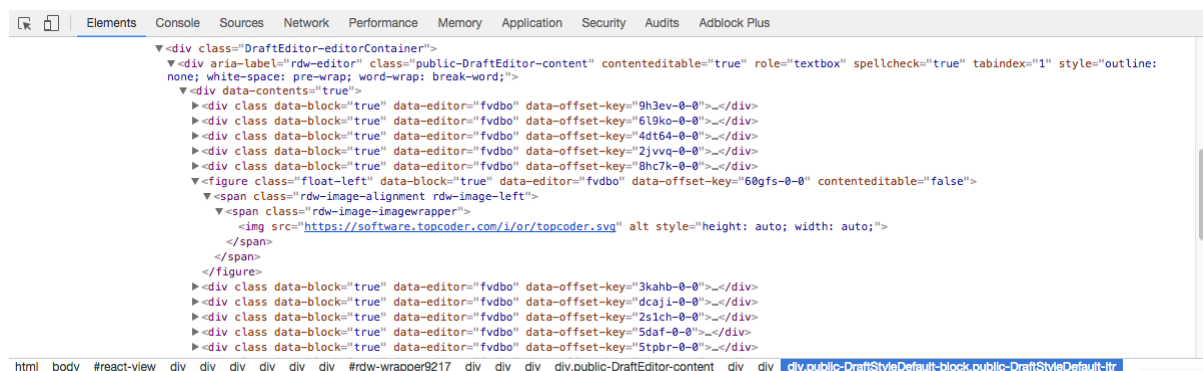 Elements Console Sources Network Performance Memory Application Security Audits Adblock Plus
▼<div class="DraftEditor-editorContainer">
▼<div aria-label="rdw-editor" class="public-DraftEditor-content" contenteditable="true" role="textbox" spellcheck="true" tabindex="1" style="outline:
none; white-space: pre-wrap; word-wrap: break-word;">
▼<div data-contents="true">
▶<div class data-block="true" data-editor="fvdbo" data-offset-key="9h3ev-0-0">…</div>
▶<div class data-block="true" data-editor="fvdbo" data-offset-key="6l9ko-0-0">…</div>
▶<div class data-block="true" data-editor="fvdbo" data-offset-key="4dt64-0-0">…</div>
▶<div class data-block="true" data-editor="fvdbo" data-offset-key="2jvvq-0-0">…</div>
▶<div class data-block="true" data-editor="fvdbo" data-offset-key="8hc7k-0-0">…</div>
▼<figure class="float-left" data-block="true" data-editor="fvdbo" data-offset-key="60gfs-0-0" contenteditable="false">
▼<span class="rdw-image-alignment rdw-image-left">
▼<span class="rdw-image-imagewrapper">
<img src="https://software.topcoder.com/i/or/topcoder.svg" alt style="height: auto; width: auto;">
</span>
</span>
</figure>
▶<div class data-block="true" data-editor="fvdbo" data-offset-key="3kahb-0-0">…</div>
▶<div class data-block="true" data-editor="fvdbo" data-offset-key="dcaji-0-0">…</div>
▶<div class data-block="true" data-editor="fvdbo" data-offset-key="2s1ch-0-0">…</div>
▶<div class data-block="true" data-editor="fvdbo" data-offset-key="5daf-0-0">…</div>
▶<div class data-block="true" data-editor="fvdbo" data-offset-key="5tpbr-0-0">…</div>
html body #react-view div div div div div div #rdw-wrapper9217 div div div div.public-DraftEditor-content div div div.public-DraftStyleDefault-block.public-DraftStyleDefault-ltr